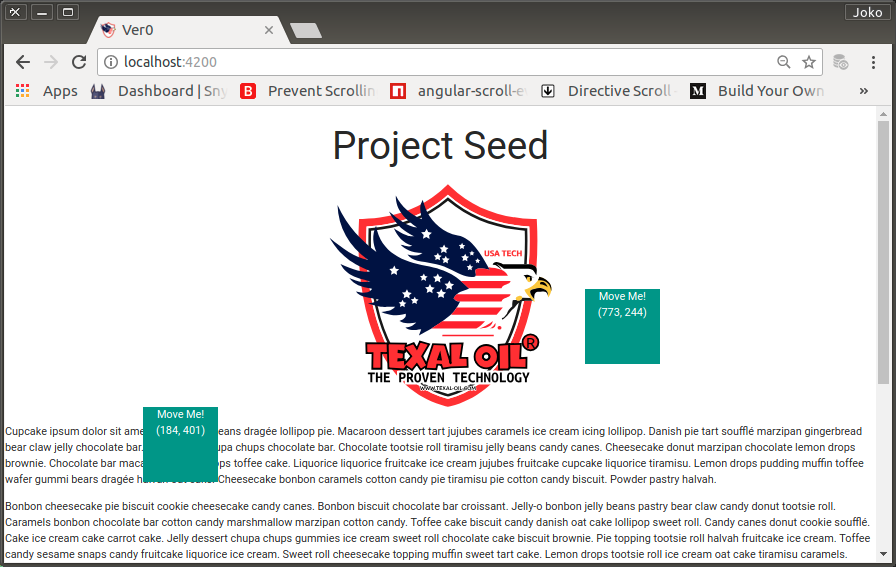 Joko
Ver0
localhost:4200
Apps Dashboard | Sny Prevent Scrollin angular-scroll-e Directive Scroll Build Your Own »
Project Seed
USA TECH
TEXAL OIL®
THE PROVEN TECHNOLOGY
WWW.TEXAL-OIL.COM
Move Me!
(773, 244)
Move Me!
(184, 401)
Cupcake ipsum dolor sit ame eans dragée lollipop pie. Macaroon dessert tart jujubes caramels ice cream icing lollipop. Danish pie tart soufflé marzipan gingerbread
bear claw jelly chocolate bar. upa chups chocolate bar. Chocolate tootsie roll tiramisu jelly beans candy canes. Cheesecake donut marzipan chocolate lemon drops
brownie. Chocolate bar maca ops toffee cake. Liquorice liquorice fruitcake ice cream jujubes fruitcake cupcake liquorice tiramisu. Lemon drops pudding muffin toffee
wafer gummi bears dragée Cheesecake bonbon caramels cotton candy pie tiramisu pie cotton candy biscuit. Powder pastry halvah.
Bonbon cheesecake pie biscuit cookie cheesecake candy canes. Bonbon biscuit chocolate bar croissant. Jelly-o bonbon jelly beans pastry bear claw candy donut tootsie roll.
Caramels bonbon chocolate bar cotton candy marshmallow marzipan cotton candy. Toffee cake biscuit candy danish oat cake lollipop sweet roll. Candy canes donut cookie soufflé.
Cake ice cream cake carrot cake. Jelly dessert chupa chups gummies ice cream sweet roll chocolate cake biscuit brownie. Pie topping tootsie roll halvah fruitcake ice cream. Toffee
candy sesame snaps candy fruitcake liquorice ice cream. Sweet roll cheesecake topping muffin sweet tart cake. Lemon drops tootsie roll ice cream oat cake tiramisu caramels.